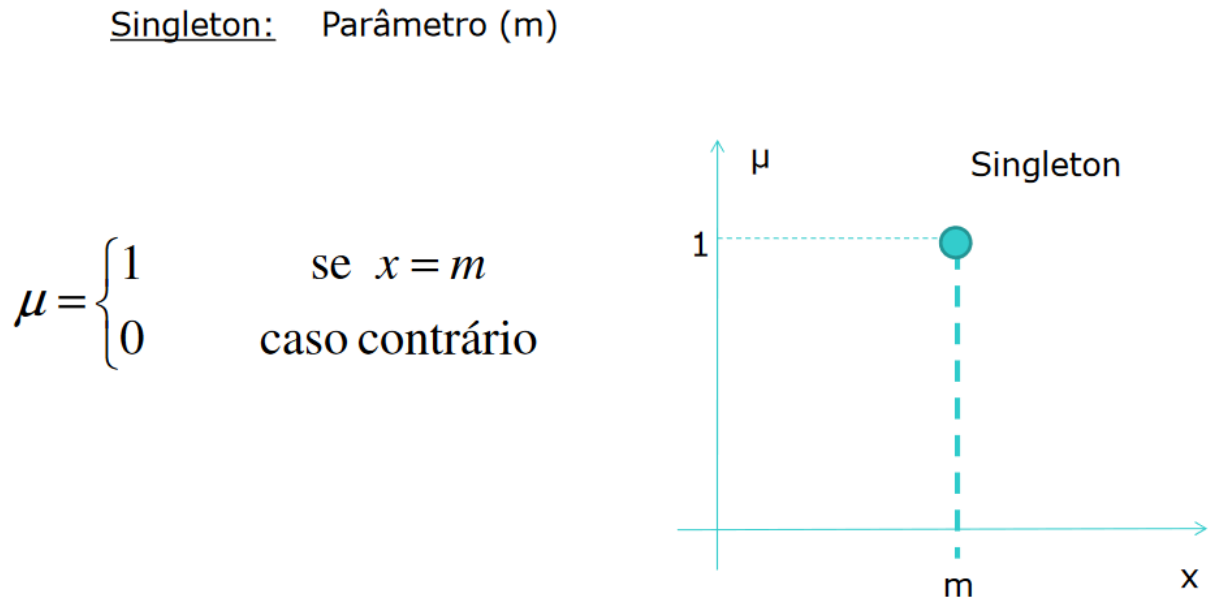 Singleton: Parâmetro (m)
μ = { 1 se x = m
0 caso contrário
μ
Singleton
1
m
x